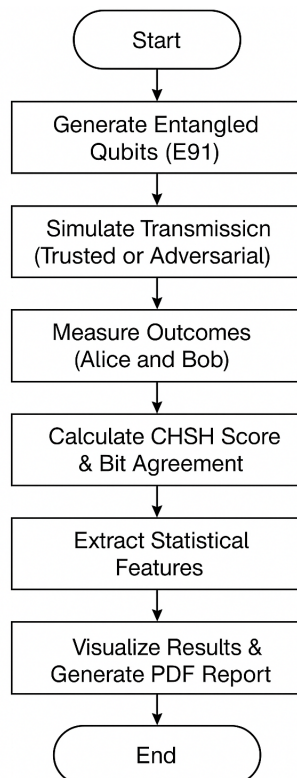 Start
Generate Entangled
Qubits (E91)
Simulate Transmission
(Trusted or Adversarial)
Measure Outcomes
(Alice and Bob)
Calculate CHSH Score
& Bit Agreement
Extract Statistical
Features
Visualize Results &
Generate PDF Report
End